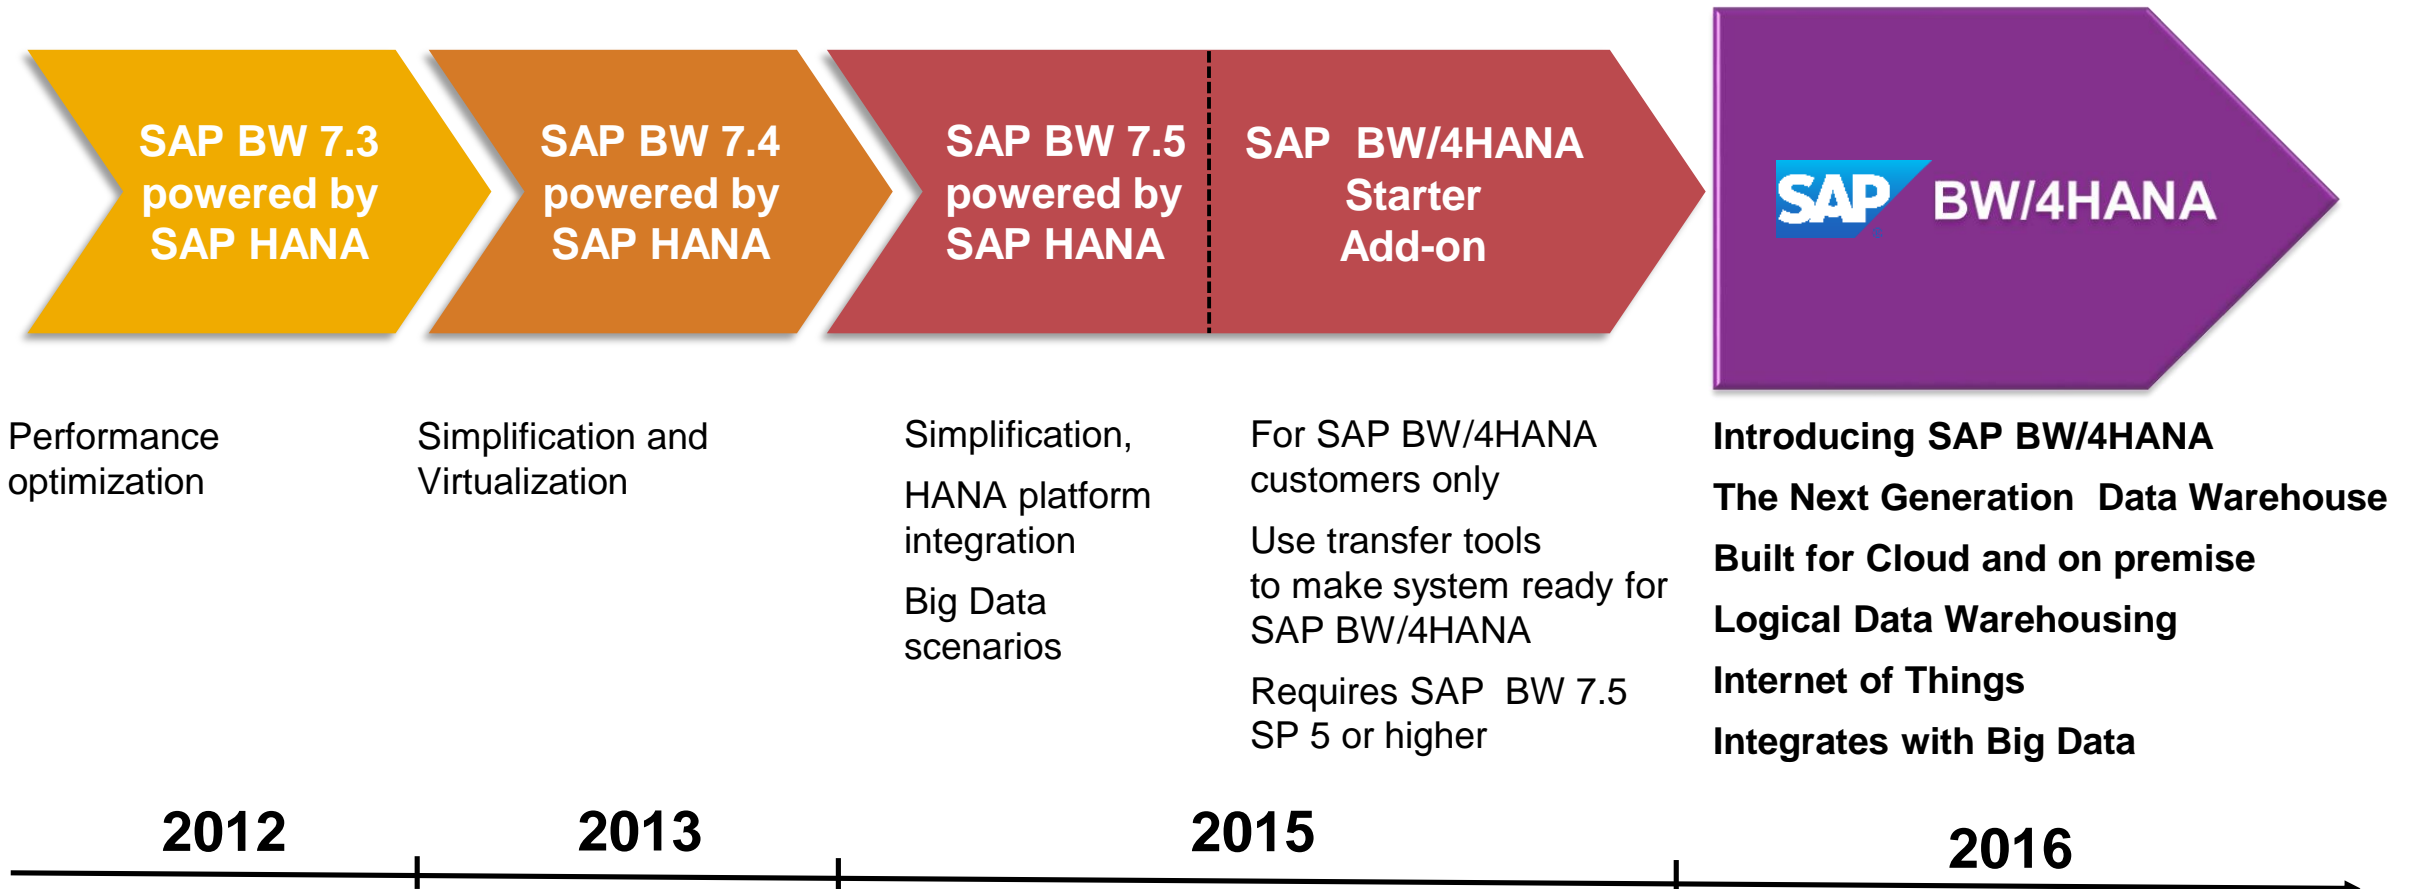 SAP BW 7.3
powered by
SAP HANA
SAP BW 7.4
powered by
SAP HANA
SAP BW 7.5
powered by
SAP HANA
SAP BW/4HANA
Starter
Add-on
SAP BW/4HANA
Performance
optimization
Simplification and
Virtualization
Simplification,
HANA platform
integration
Big Data
scenarios
For SAP BW/4HANA
customers only
Use transfer tools
to make system ready for
SAP BW/4HANA
Requires SAP BW 7.5
SP 5 or higher
Introducing SAP BW/4HANA
The Next Generation Data Warehouse
Built for Cloud and on premise
Logical Data Warehousing
Internet of Things
Integrates with Big Data
2012
2013
2015
2016